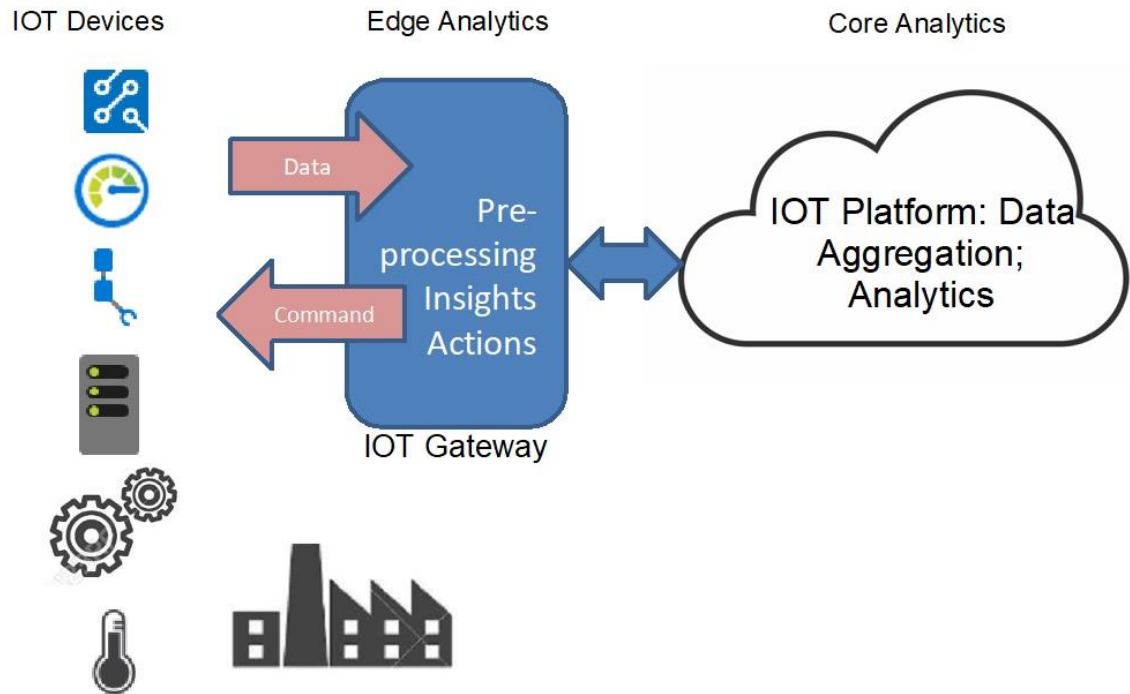 IOT Devices
Edge Analytics
Core Analytics
Data
Pre-
processing
Insights
Actions
Command
IOT Gateway
IOT Platform: Data
Aggregation;
Analytics